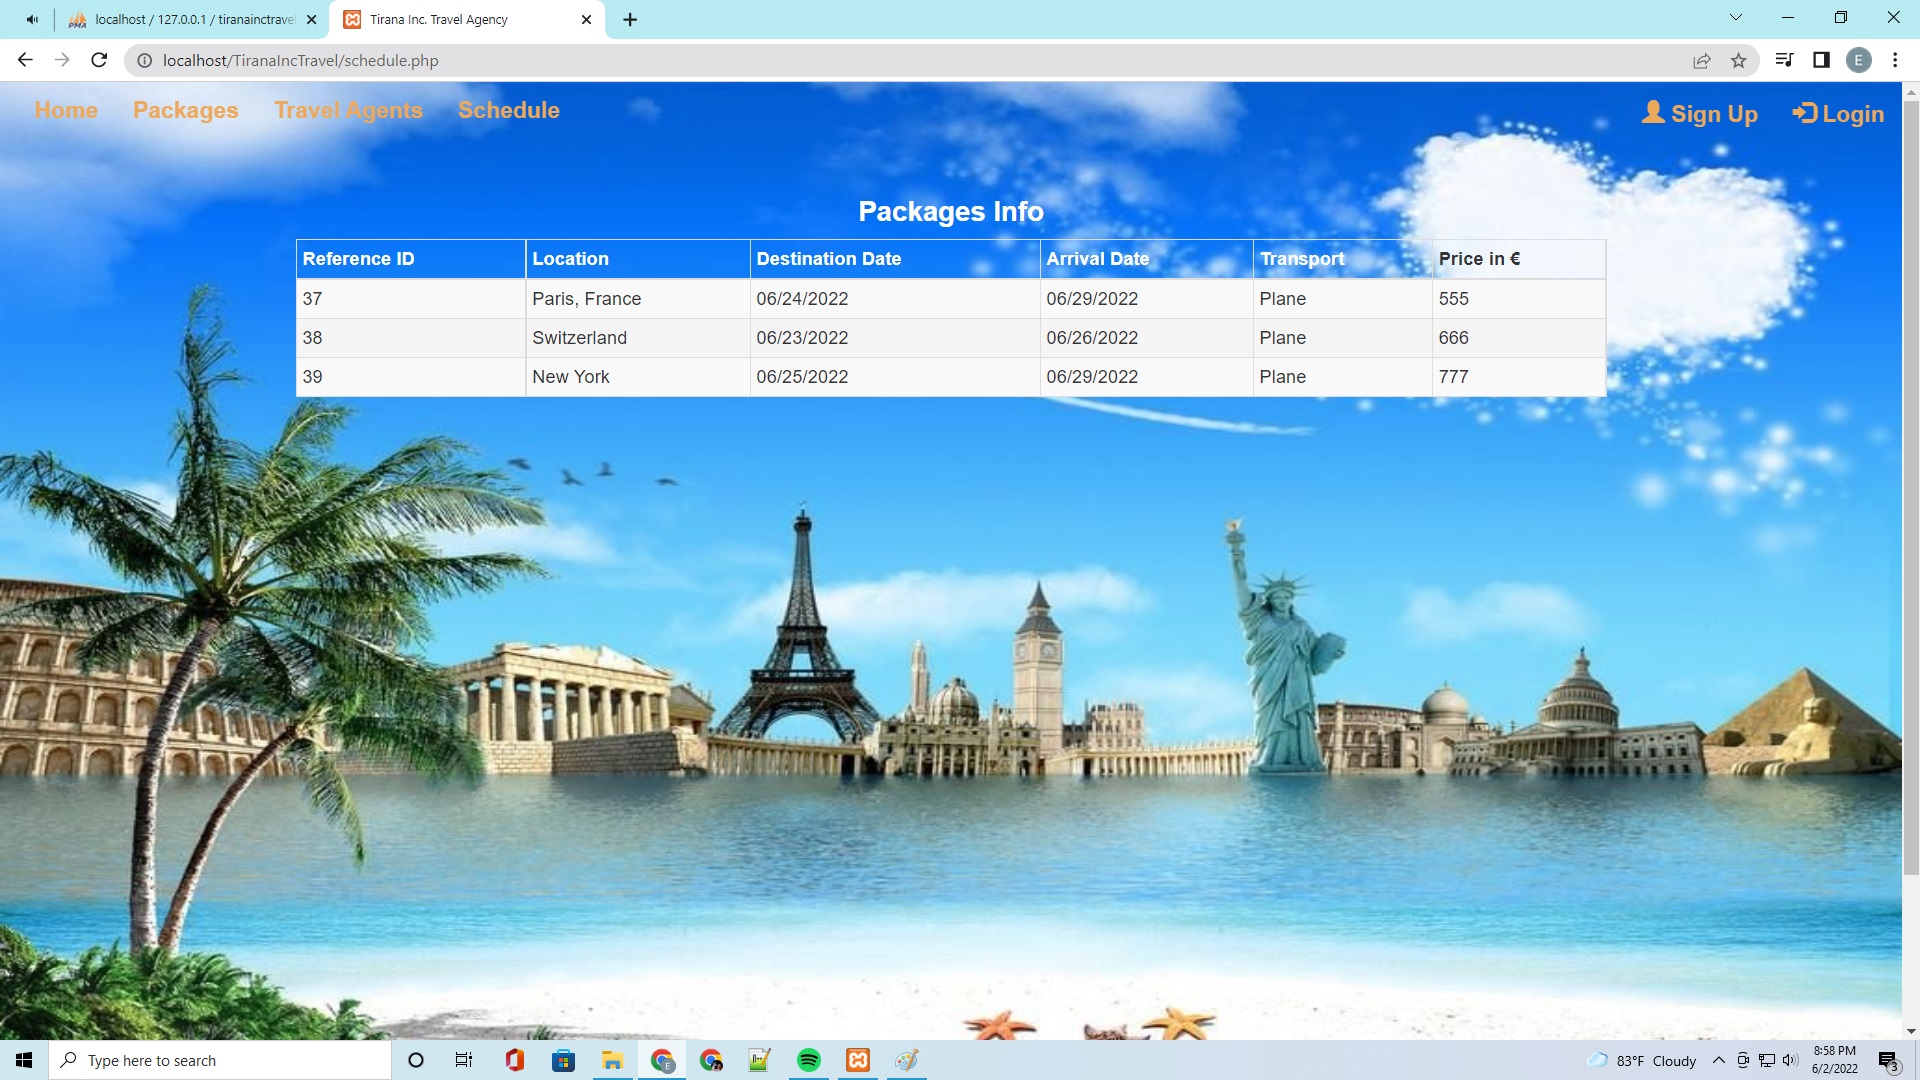 localhost / 127.0.0.1 / tiranainctrave
Tirana Inc. Travel Agency
localhost/TiranaIncTravel/schedule.php
E
Home Packages Travel Agents Schedule Sign Up Login
Packages Info
Reference ID Location Destination Date Arrival Date Transport Price in €
37 Paris, France 06/24/2022 06/29/2022 Plane 555
38 Switzerland 06/23/2022 06/26/2022 Plane 666
39 New York 06/25/2022 06/29/2022 Plane 777
Type here to search
83°F Cloudy
8:58 PM
6/2/2022
3